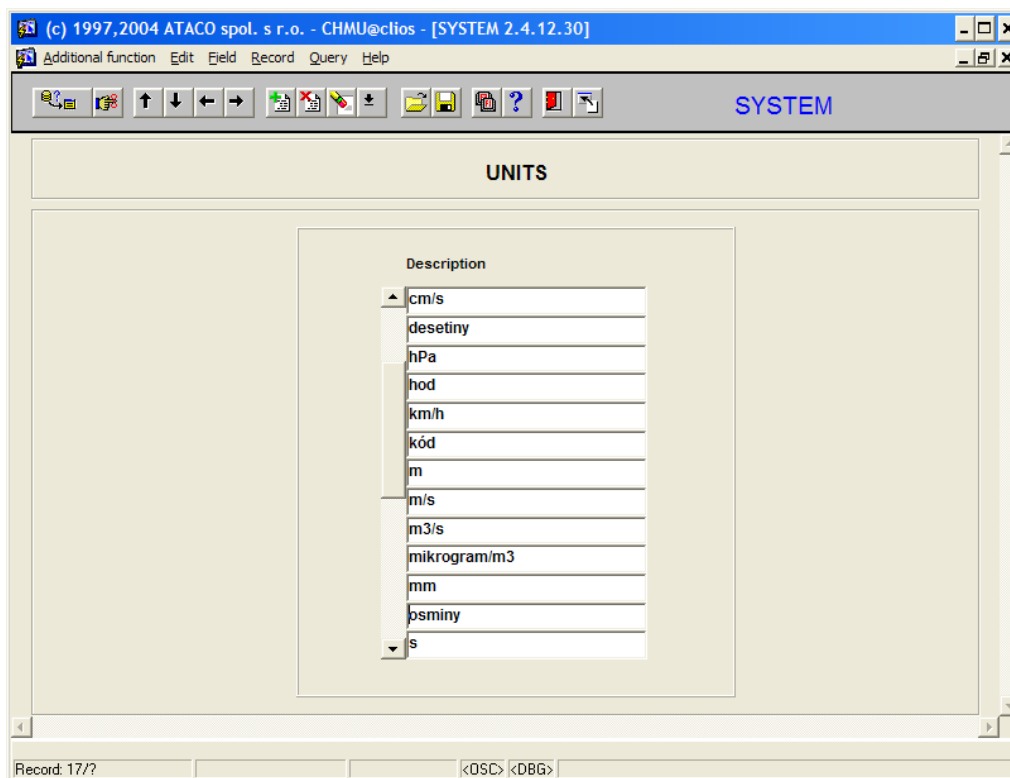 (c) 1997,2004 ATACO spol. s r.o. - CHMU@clios - [SYSTEM 2.4.12.30]
Additional function Edit Field Record Query Help
SYSTEM
UNITS
Description
cm/s
desetiny
hPa
hod
km/h
kód
m
m/s
m3/s
mikrogram/m3
mm
osminy
s
Record: 17/? <OSC> <DBG>